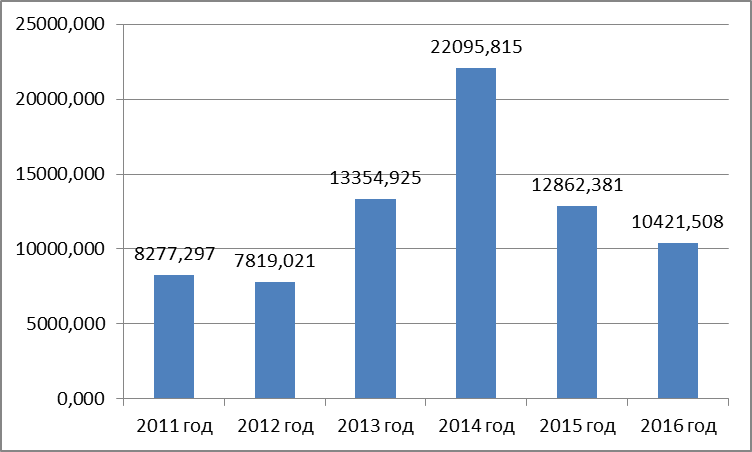 25000,000
20000,000
15000,000
10000,000
5000,000
0,000
8277,297
7819,021
13354,925
22095,815
12862,381
10421,508
2011 год
2012 год
2013 год
2014 год
2015 год
2016 год